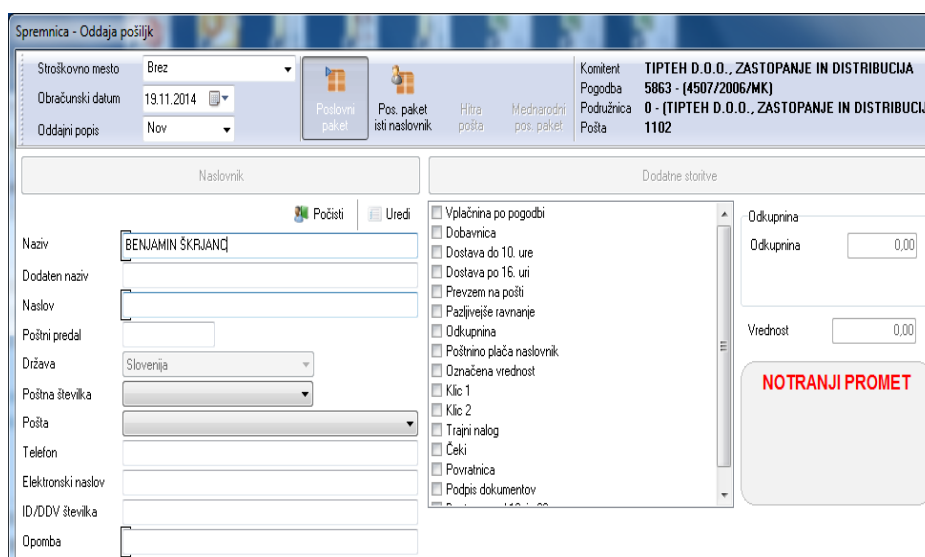 Spremnica - Oddaja pošiljk
Stroškovno mesto Brez
Obračunski datum 19.11.2014
Oddajni popis Nov
Poslovni paket
Pos. paket isti naslovnik
Hitra pošta
Mednarodni pos. paket
Komitent TIPTEH D.O.O., ZASTOPANJE IN DISTRIBUCIJA
Pogodba 5863 - (4507/2006/MK)
Podružnica 0 - (TIPTEH D.O.O., ZASTOPANJE IN DISTRIBUCIJ
Pošta 1102
Naslovnik
Dodatne storitve
Počisti Uredi
Naziv BENJAMIN ŠKRJANC
Dodaten naziv
Naslov
Poštni predal
Država Slovenija
Poštna številka
Pošta
Telefon
Elektronski naslov
ID/DDV številka
Opomba
Vplačnina po pogodbi
Dobavnica
Dostava do 10. ure
Dostava po 16. uri
Prevzem na pošti
Pazljivejše ravnanje
Odkupnina
Poštnino plača naslovnik
Označena vrednost
Klic 1
Klic 2
Trajni nalog
Čeki
Povratnica
Podpis dokumentov
Odkupnina
Odkupnina 0,00
Vrednost 0,00
NOTRANJI PROMET